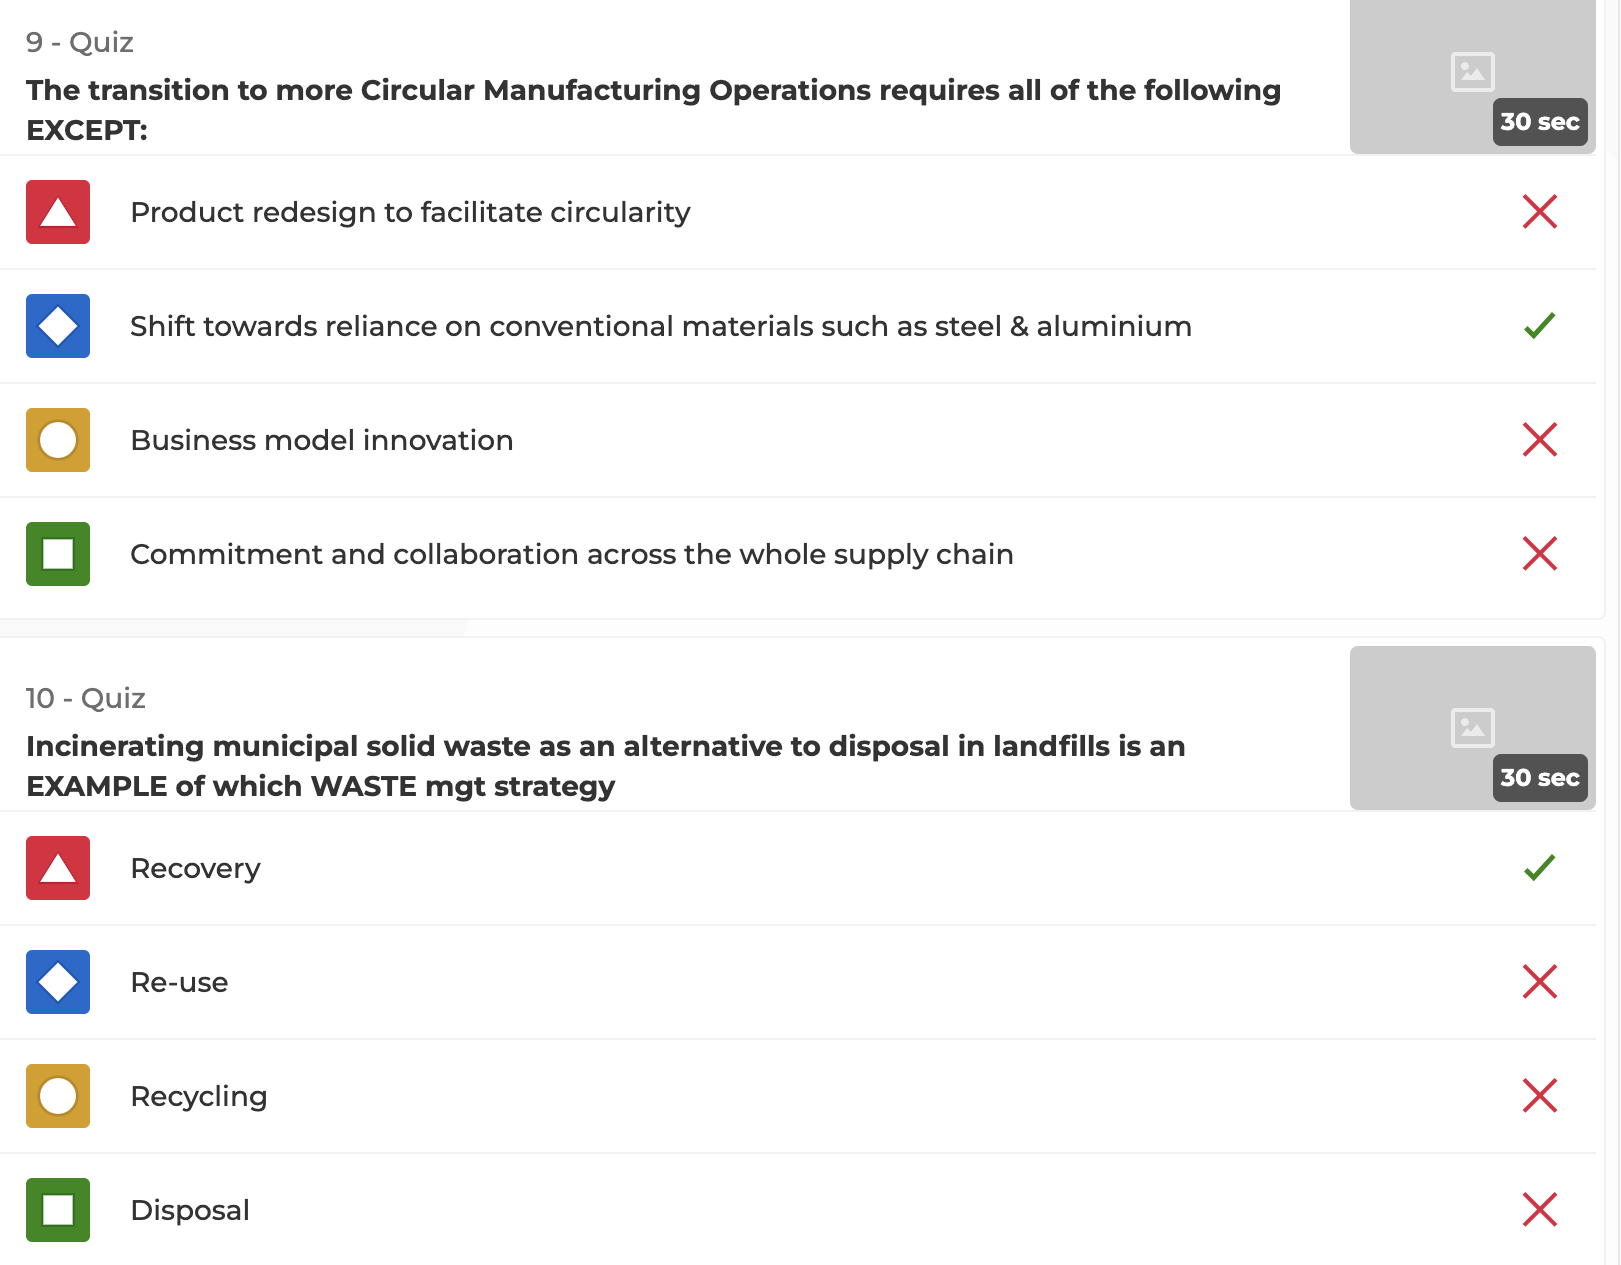 9 - Quiz
The transition to more Circular Manufacturing Operations requires all of the following
EXCEPT:
30 sec
Product redesign to facilitate circularity
Shift towards reliance on conventional materials such as steel & aluminium
Business model innovation
Commitment and collaboration across the whole supply chain
10 - Quiz
Incinerating municipal solid waste as an alternative to disposal in landfills is an
EXAMPLE of which WASTE mgt strategy
30 sec
Recovery
Re-use
Recycling
Disposal